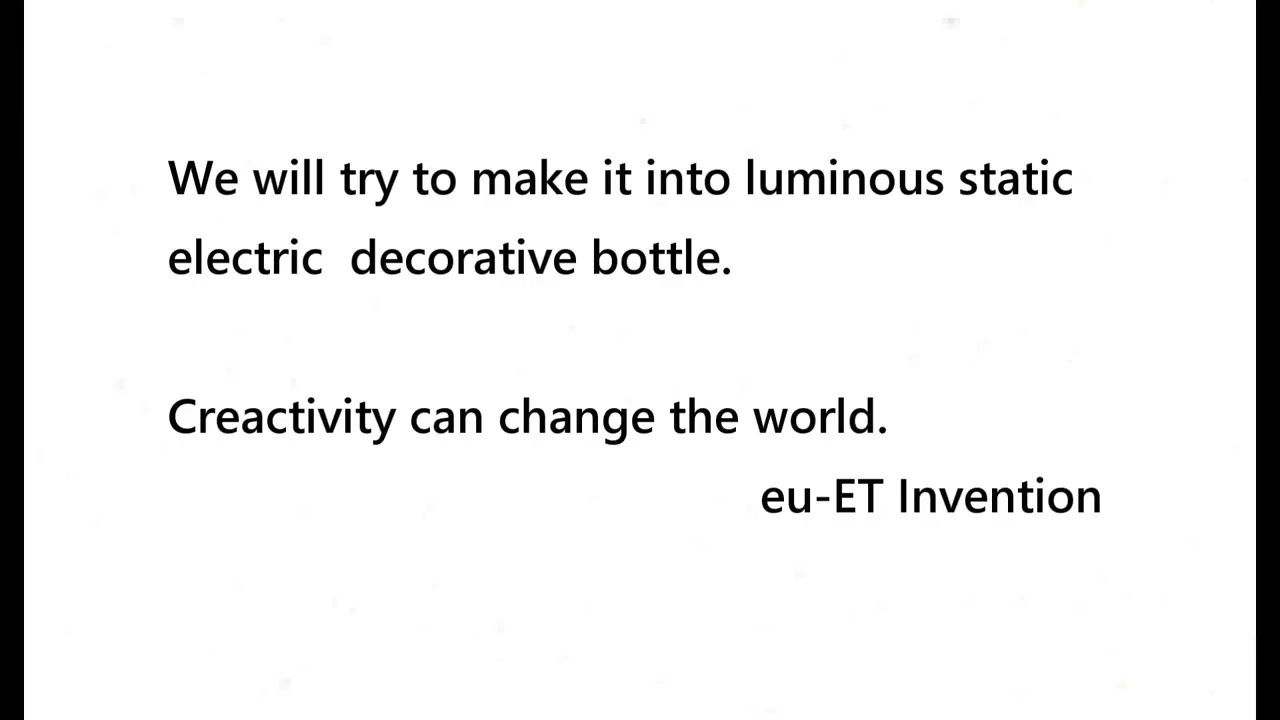 We will try to make it into luminous static
electric  decorative bottle.
Creactivity can change the world.
eu-ET Invention